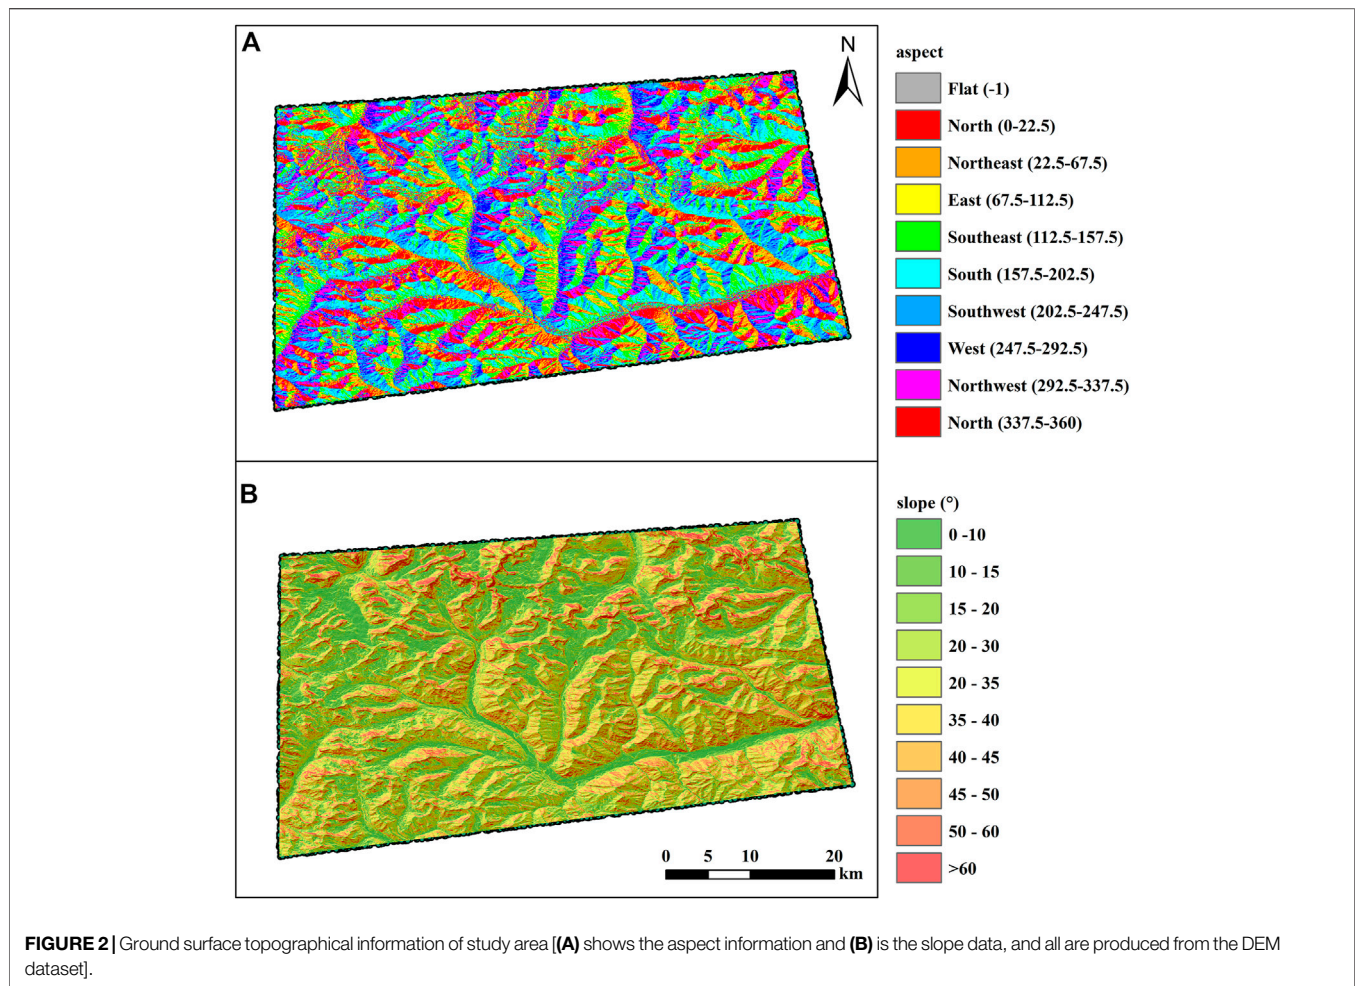 A
N
aspect
Flat (-1)
North (0-22.5)
Northeast (22.5-67.5)
East (67.5-112.5)
Southeast (112.5-157.5)
South (157.5-202.5)
Southwest (202.5-247.5)
West (247.5-292.5)
Northwest (292.5-337.5)
North (337.5-360)
B
slope (°)
0 -10
10 - 15
15 - 20
20 - 30
20 - 35
35 - 40
40 - 45
45 - 50
50 - 60
>60
0 5 10 20
km
FIGURE 2 | Ground surface topographical information of study area [(A) shows the aspect information and (B) is the slope data, and all are produced from the DEM
dataset].